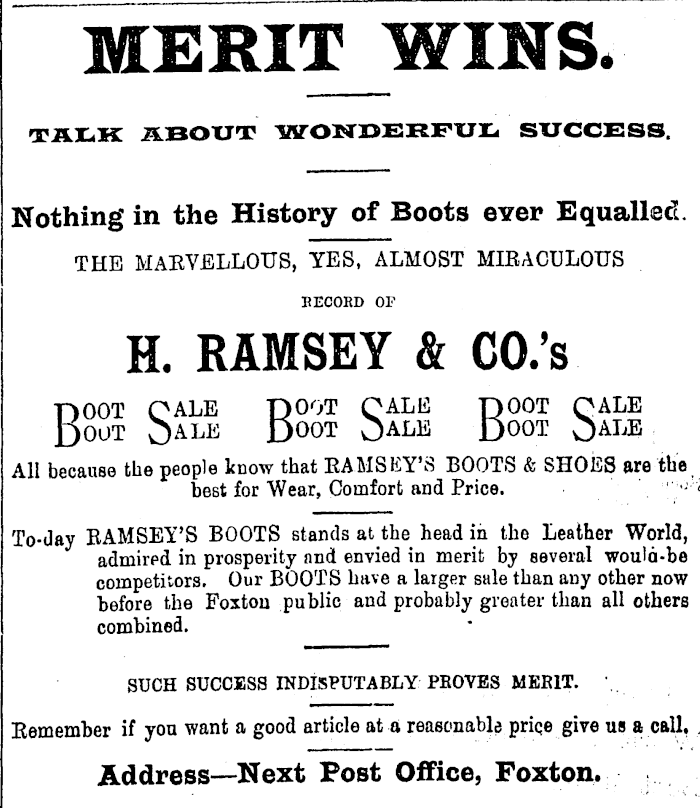 MERIT WINS.
TALK ABOUT WONDERFUL SUCCESS.
Nothing in the History of Boots ever Equalled.
THE MARVELLOUS, YES, ALMOST MIRACULOUS
RECORD OF
H. RAMSEY & CO.'s
BOOT SALE BOOT SALE BOOT SALE
BOOT SALE BOOT SALE BOOT SALE
All because the people know that RAMSEY'S BOOTS & SHOES are the
best for Wear, Comfort and Price.
To-day RAMSEY'S BOOTS stands at the head in the Leather World,
admired in prosperity and envied in merit by several would-be
competitors. Our BOOTS have a larger sale than any other now
before the Foxton public and probably greater than all others
combined.
SUCH SUCCESS INDISPUTABLY PROVES MERIT.
Remember if you want a good article at a reasonable price give us a call.
Address—Next Post Office, Foxton.